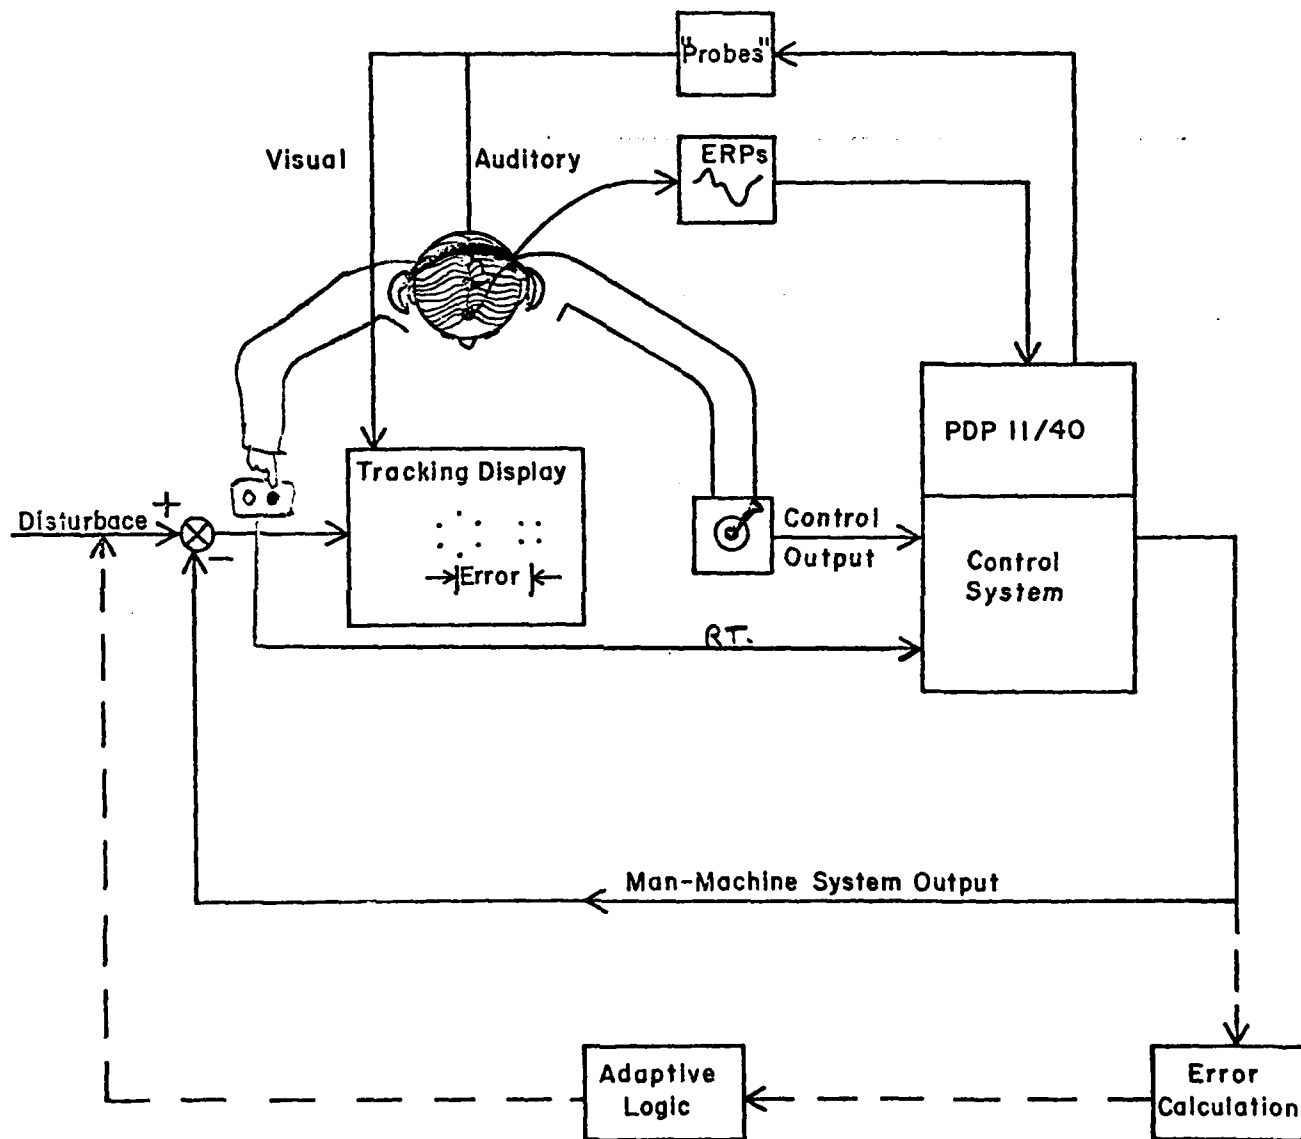 "Probes"
Visual
Auditory
ERPs
PDP 11/40
Tracking Display
Disturbace
+
−
Error
Control
Output
Control
System
RT.
Man-Machine System Output
Adaptive
Logic
Error
Calculation